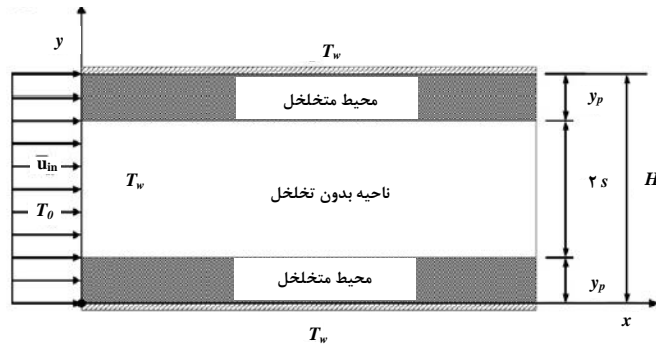 y
T_w
محیط متخلخل
y_p
u̅_in
T_w
ناحیه بدون تخلخل
۲ s
H
T_0
محیط متخلخل
y_p
x
T_w